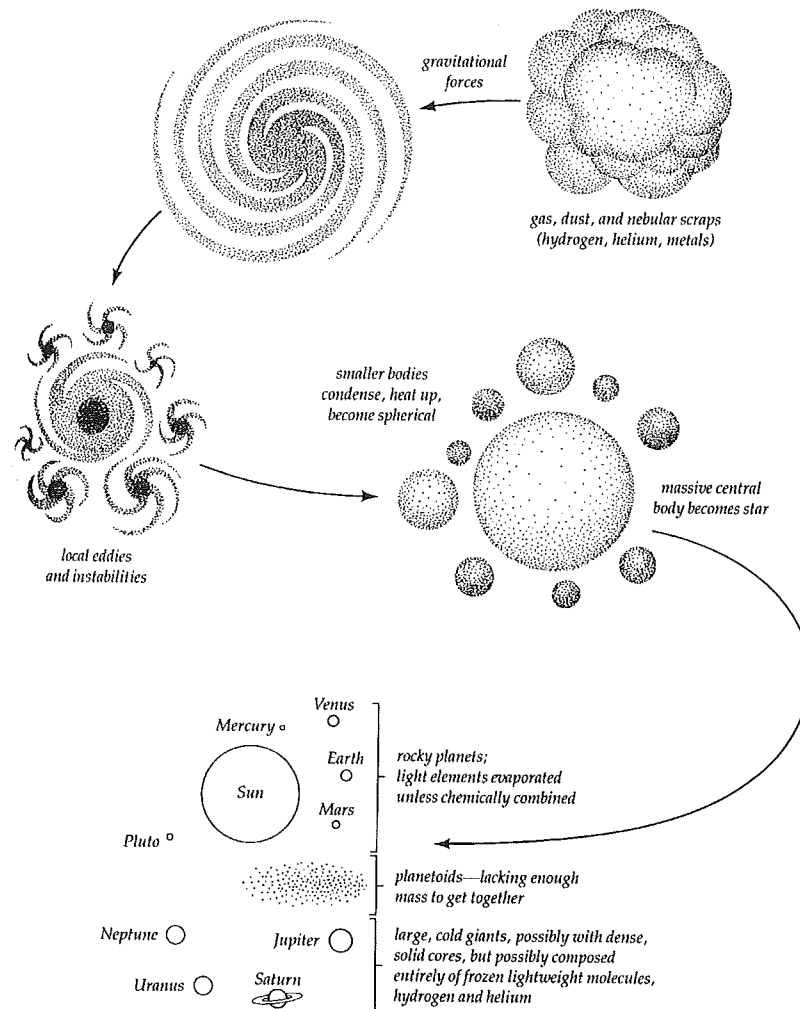 gravitational
forces
gas, dust, and nebular scraps
(hydrogen, helium, metals)
smaller bodies
condense, heat up,
become spherical
massive central
body becomes star
local eddies
and instabilities
Venus
Mercury
Earth
Sun
Mars
rocky planets;
light elements evaporated
unless chemically combined
Pluto
planetoids—lacking enough
mass to get together
Neptune
Jupiter
Uranus
Saturn
large, cold giants, possibly with dense,
solid cores, but possibly composed
entirely of frozen lightweight molecules,
hydrogen and helium